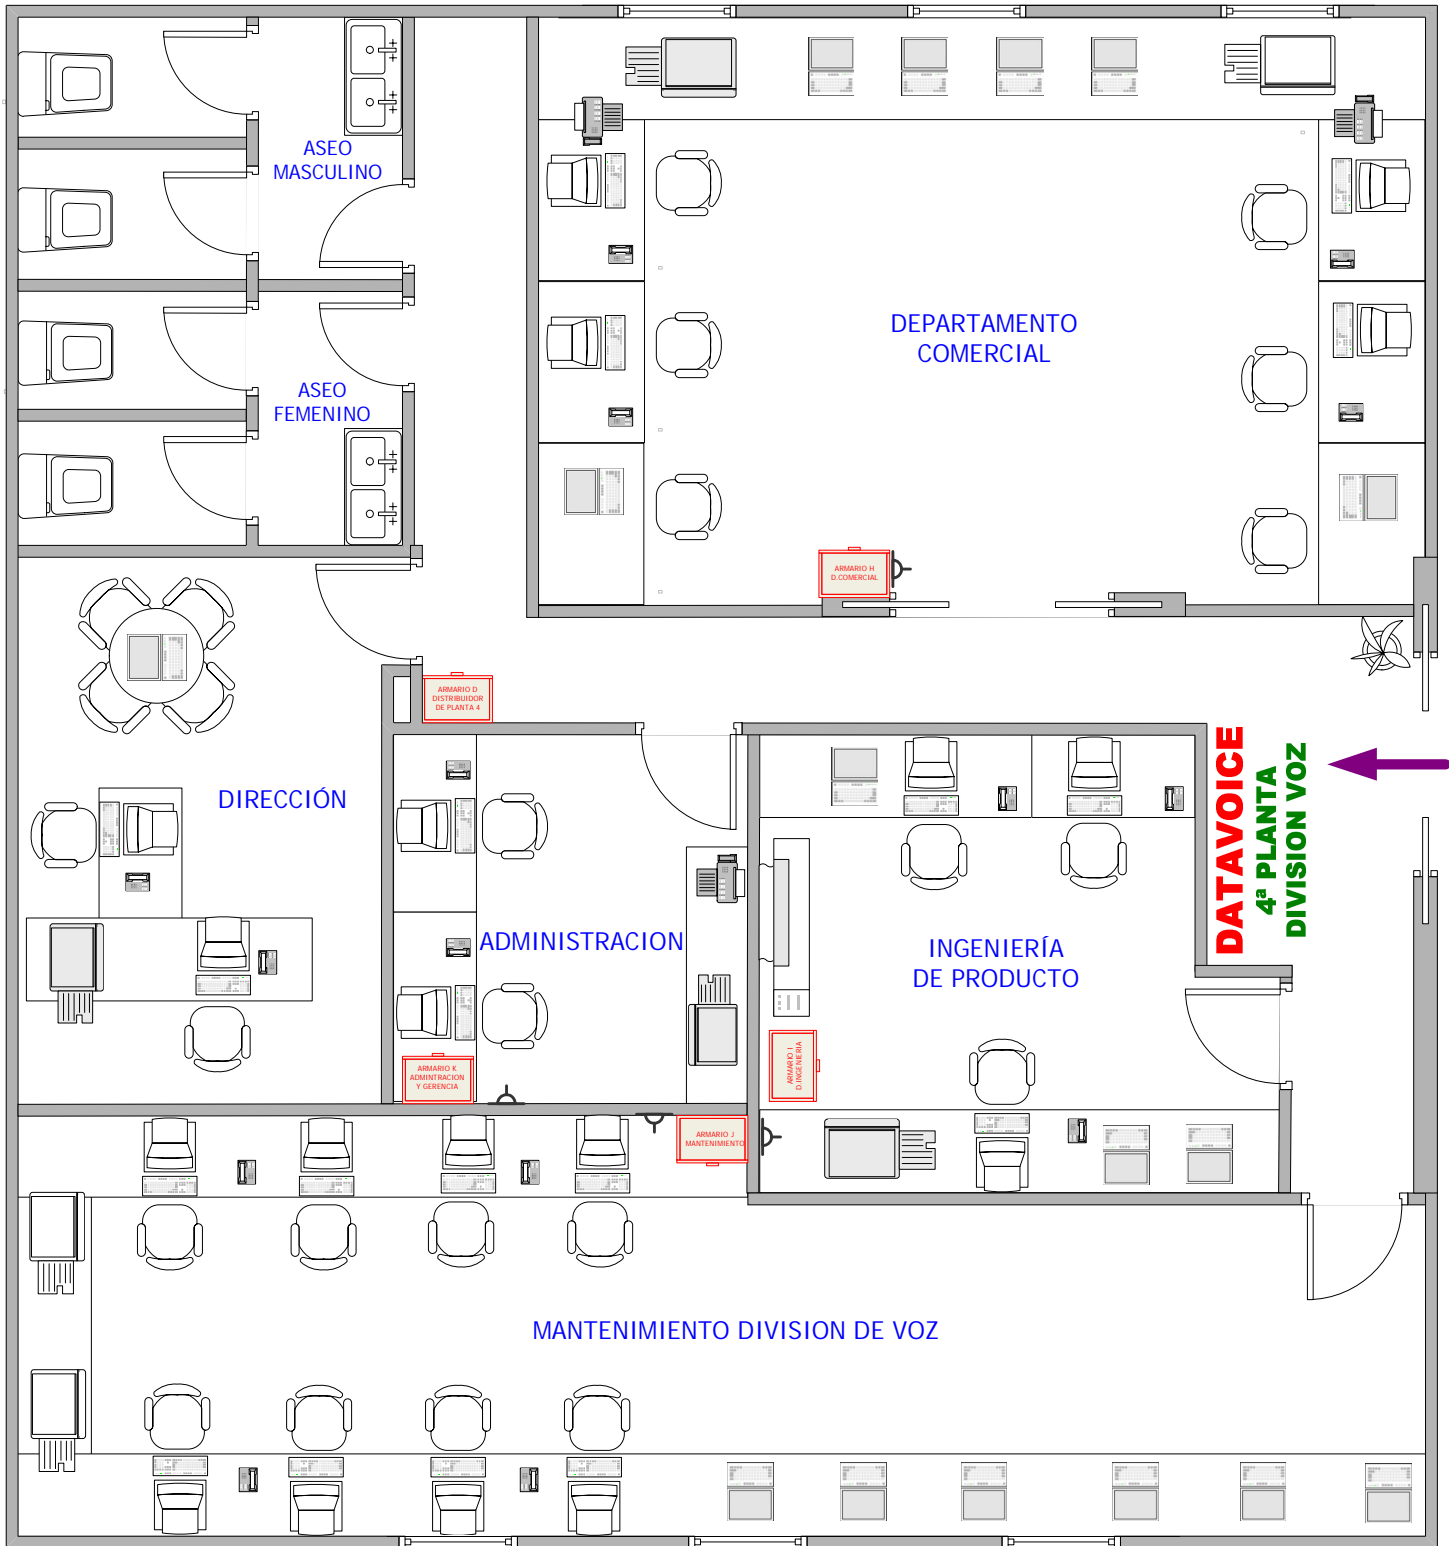 ASEO
MASCULINO
ASEO
FEMENINO
DEPARTAMENTO
COMERCIAL
ARMARIO H
D.COMERCIAL
ARMARIO D
DISTRIBUIDOR
DE PLANTA 4
DIRECCIÓN
ADMINISTRACION
INGENIERÍA
DE PRODUCTO
DATAVOICE
4ª PLANTA
DIVISION VOZ
ARMARIO K
ADMINTRACION
Y GERENCIA
ARMARIO I
D.INGENIERIA
ARMARIO J
MANTENIMIENTO
MANTENIMIENTO DIVISION DE VOZ